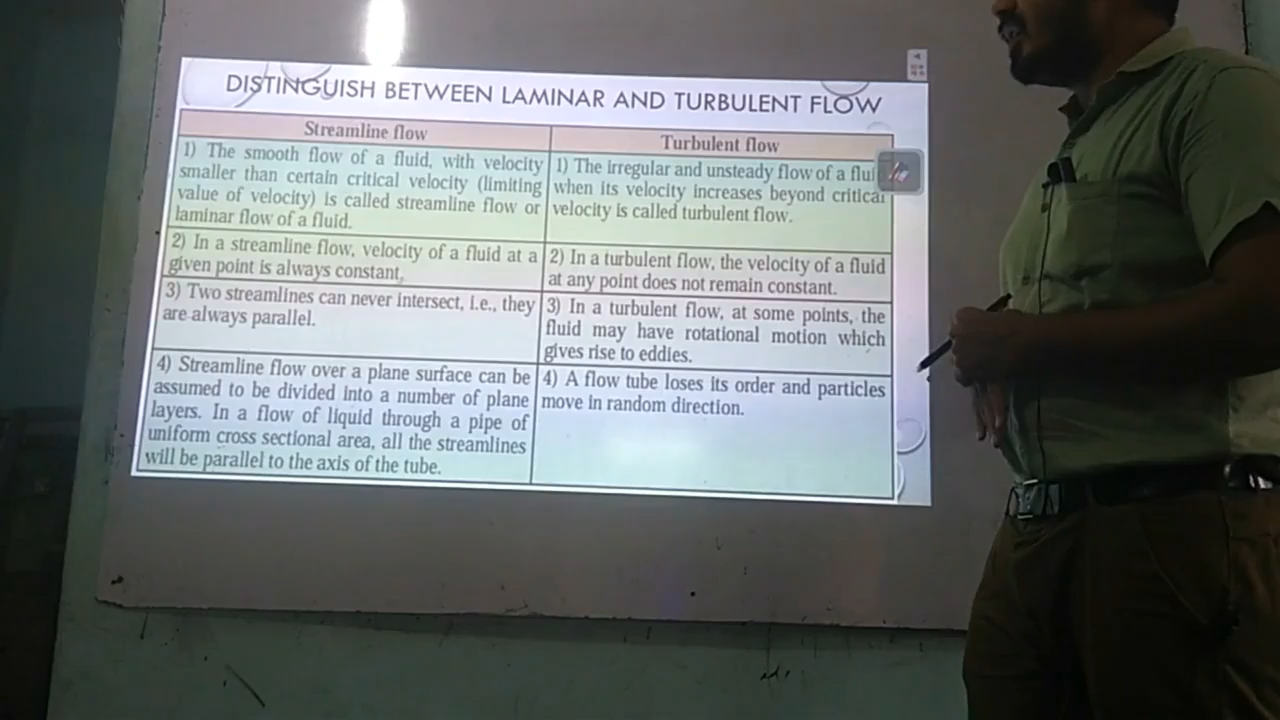 DISTINGUISH BETWEEN LAMINAR AND TURBULENT FLOW
Streamline flow
1) The smooth flow of a fluid, with velocity
smaller than certain critical velocity (limiting
value of velocity) is called streamline flow or
laminar flow of a fluid.
2) In a streamline flow, velocity of a fluid at a
given point is always constant.
3) Two streamlines can never intersect, i.e., they
are always parallel.
4) Streamline flow over a plane surface can be
assumed to be divided into a number of plane
layers. In a flow of liquid through a pipe of
uniform cross sectional area, all the streamlines
will be parallel to the axis of the tube.
Turbulent flow
1) The irregular and unsteady flow of a flui
when its velocity increases beyond critical
velocity is called turbulent flow.
2) In a turbulent flow, the velocity of a fluid
at any point does not remain constant.
3) In a turbulent flow, at some points, the
fluid may have rotational motion which
gives rise to eddies.
4) A flow tube loses its order and particles
move in random direction.